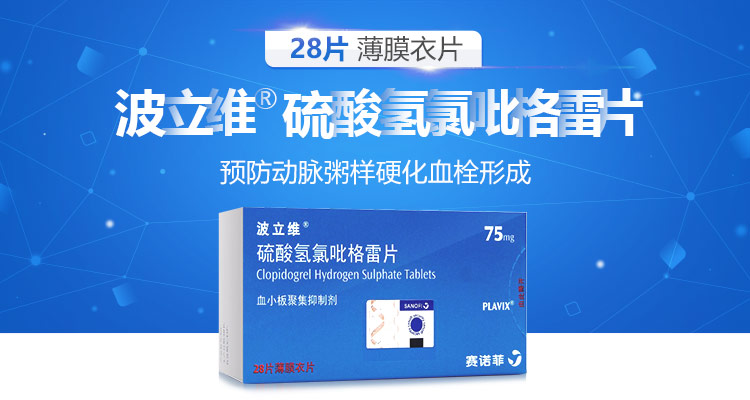 28片 薄膜衣片
波立维® 硫酸氢氯吡格雷片
预防动脉粥样硬化血栓形成
波立维®
75mg
硫酸氢氯吡格雷片
Clopidogrel Hydrogen Sulphate Tablets
血小板聚集抑制剂
SANOFI
PLAVIX®
28片薄膜衣片
赛诺菲